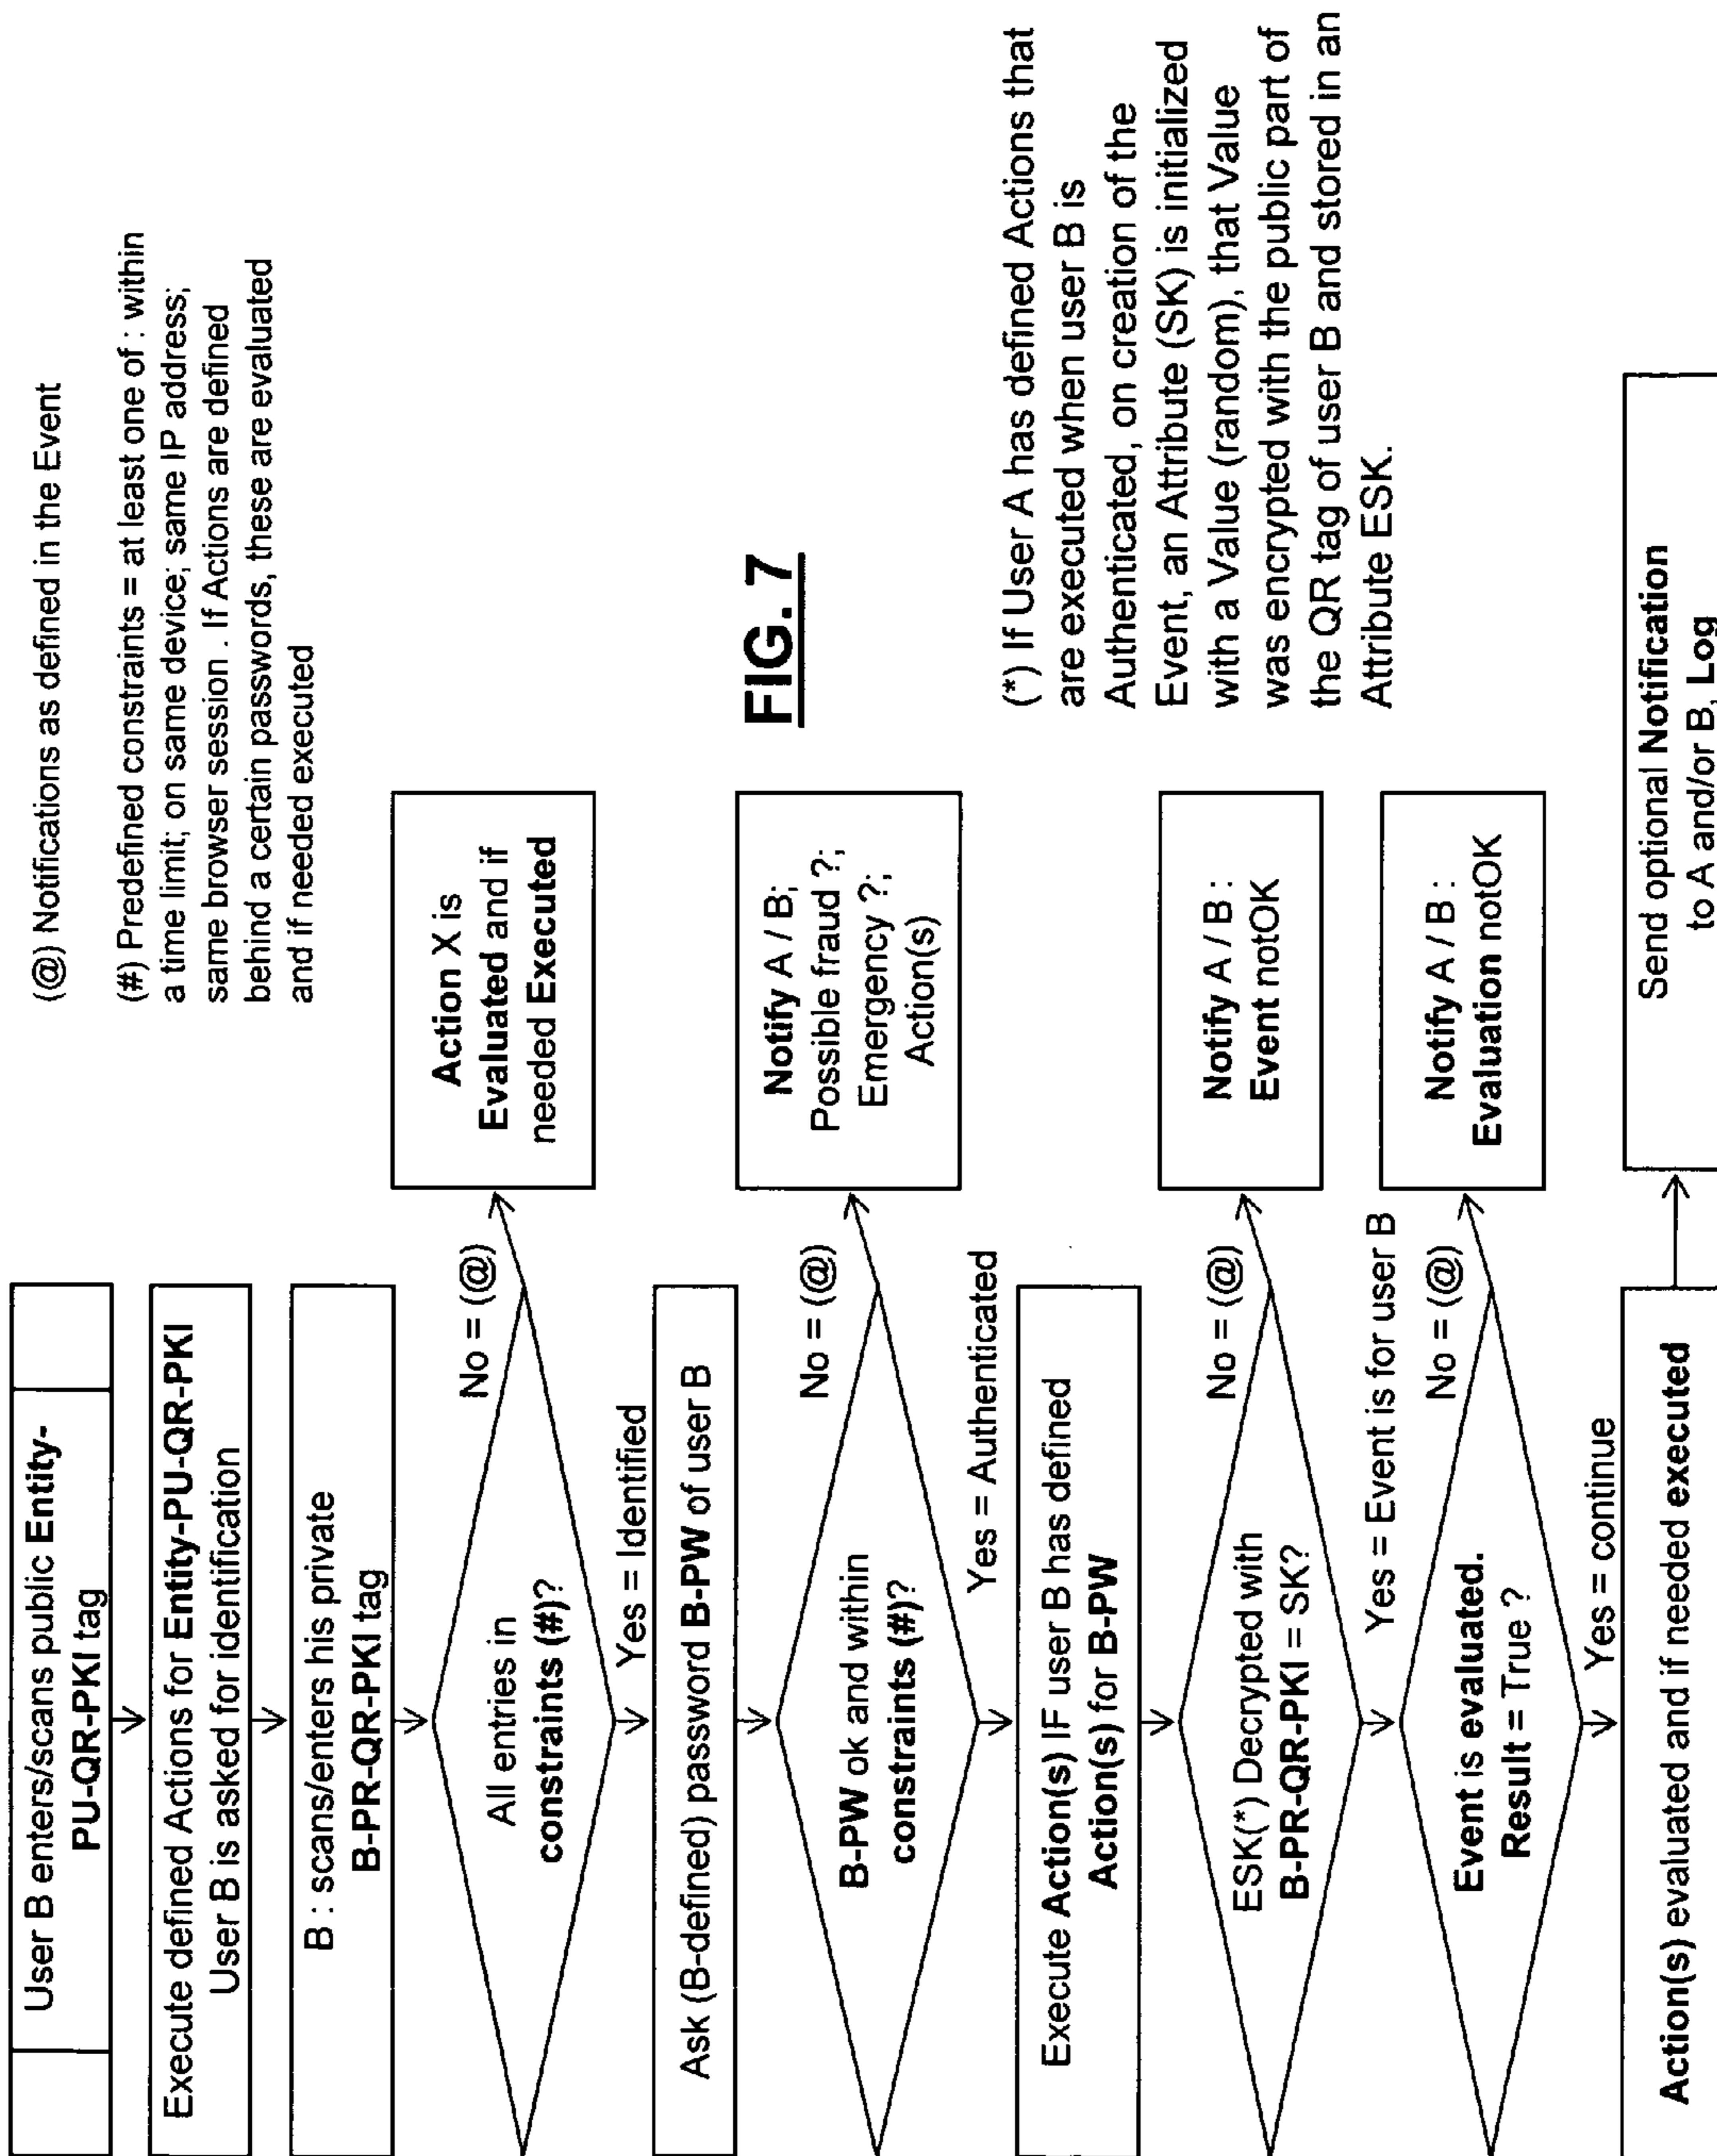 User B enters/scans public Entity-
PU-QR-PKI tag
Execute defined Actions for Entity-PU-QR-PKI
User B is asked for identification
B : scans/enters his private
B-PR-QR-PKI tag
All entries in
constraints (#)?
No = (@)
Action X is
Evaluated and if
needed Executed
Yes = Identified
Ask (B-defined) password B-PW of user B
B-PW ok and within
constraints (#)?
No = (@)
Notify A / B;
Possible fraud ?;
Emergency ?;
Action(s)
Yes = Authenticated
Execute Action(s) IF user B has defined
Action(s) for B-PW
ESK(*) Decrypted with
B-PR-QR-PKI = SK?
No = (@)
Notify A / B :
Event notOK
Yes = Event is for user B
Event is evaluated.
Result = True ?
No = (@)
Notify A / B :
Evaluation notOK
Yes = continue
Action(s) evaluated and if needed executed
Send optional Notification
to A and/or B, Log
(@) Notifications as defined in the Event
(#) Predefined constraints = at least one of : within
a time limit; on same device; same IP address;
same browser session . If Actions are defined
behind a certain passwords, these are evaluated
and if needed executed
FIG. 7
(*) If User A has defined Actions that
are executed when user B is
Authenticated, on creation of the
Event, an Attribute (SK) is initialized
with a Value (random), that Value
was encrypted with the public part of
the QR tag of user B and stored in an
Attribute ESK.